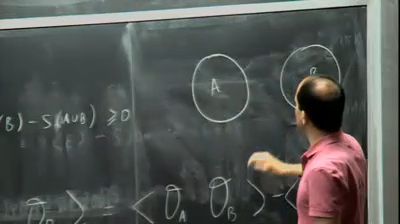 A B
B) - S(A∪B) ≥ 0
O_B > = < O_A O_B > - <